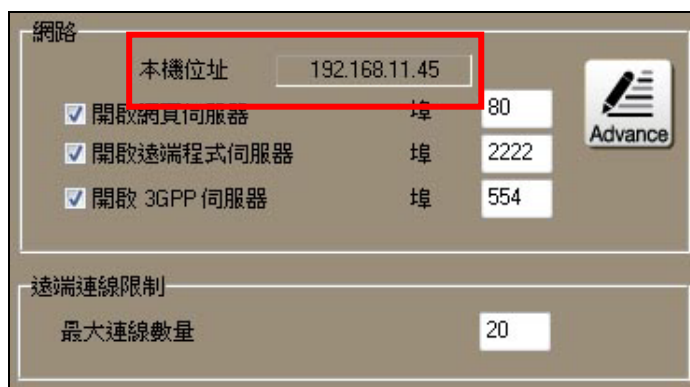 網路
本機位址 192.168.11.45
開啟網頁伺服器 埠 80
Advance
開啟遠端程式伺服器 埠 2222
開啟 3GPP 伺服器 埠 554
遠端連線限制
最大連線數量 20